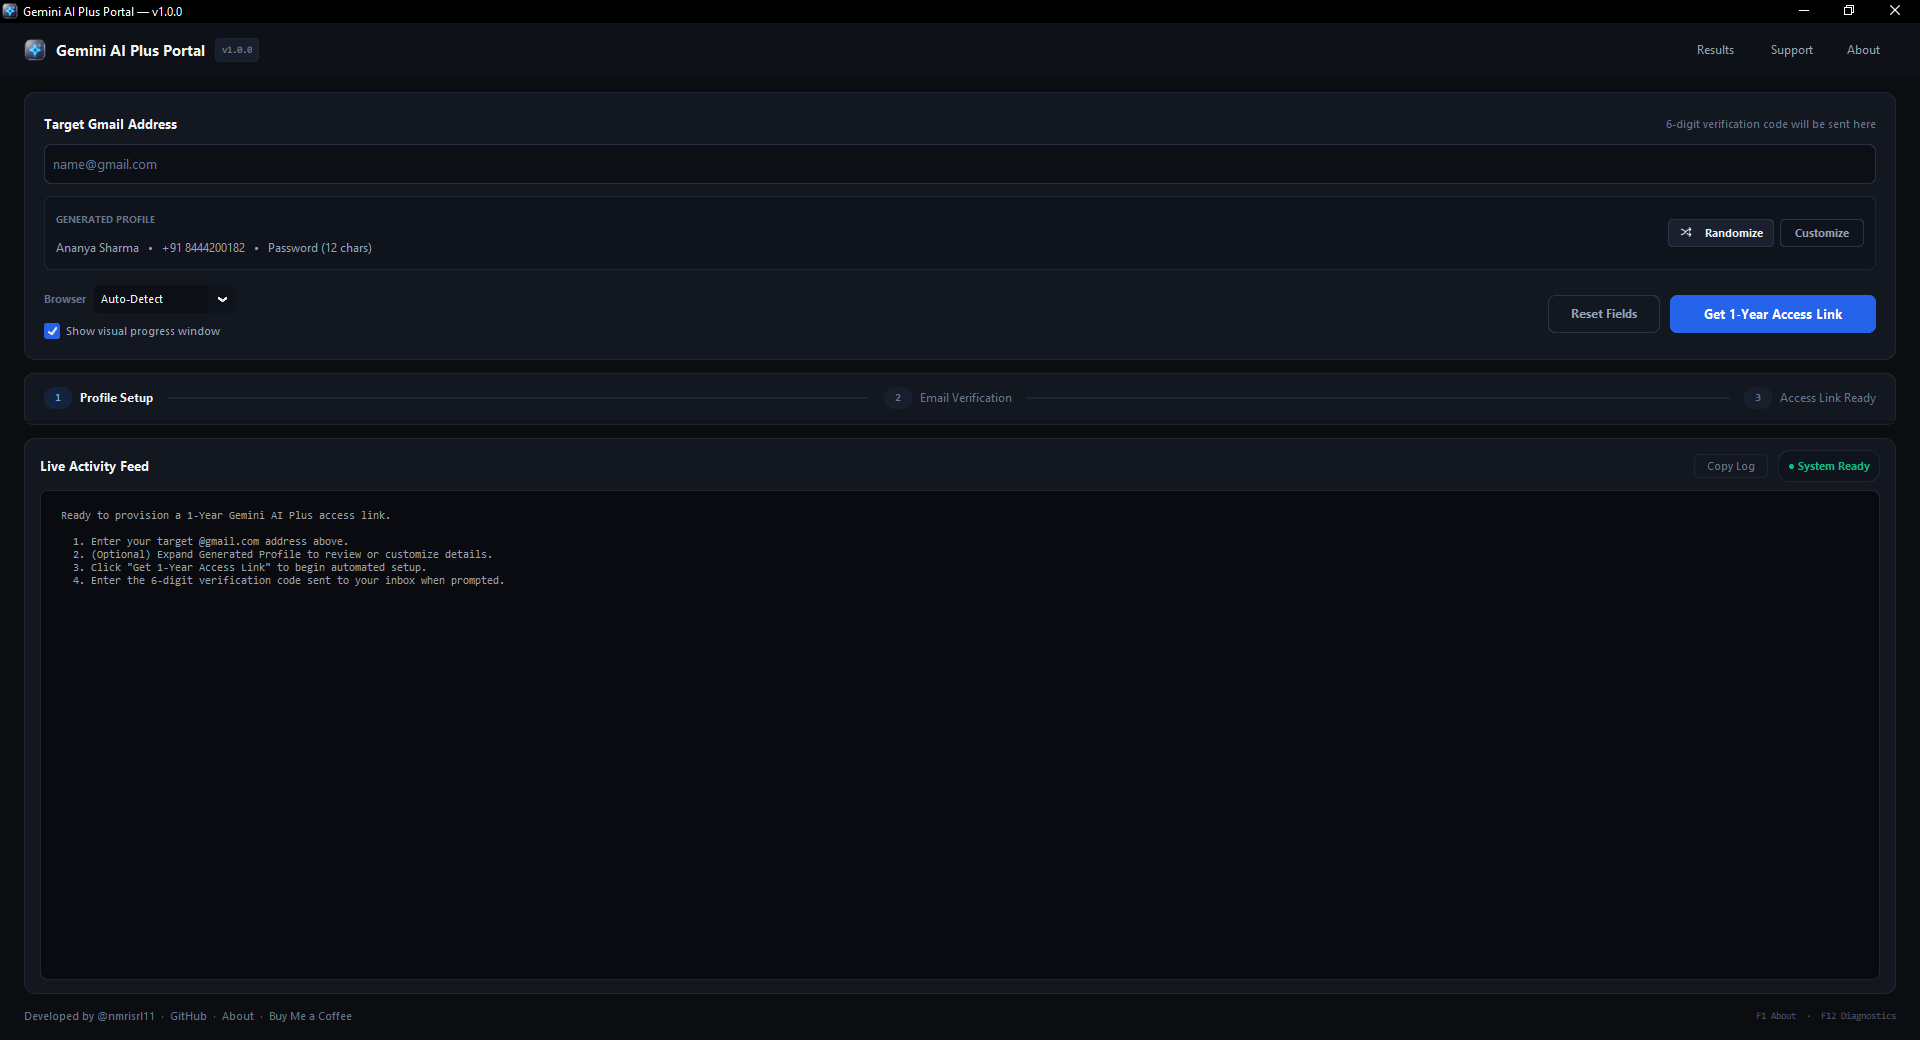 Gemini AI Plus Portal — v1.0.0
Gemini AI Plus Portal v1.0.0 Results Support About
Target Gmail Address 6-digit verification code will be sent here
name@gmail.com
GENERATED PROFILE
Ananya Sharma • +91 8444200182 • Password (12 chars)
Randomize Customize
Browser Auto-Detect
Show visual progress window
Reset Fields Get 1-Year Access Link
1 Profile Setup 2 Email Verification 3 Access Link Ready
Live Activity Feed Copy Log • System Ready
Ready to provision a 1-Year Gemini AI Plus access link.
1. Enter your target @gmail.com address above.
2. (Optional) Expand Generated Profile to review or customize details.
3. Click "Get 1-Year Access Link" to begin automated setup.
4. Enter the 6-digit verification code sent to your inbox when prompted.
Developed by @nmrisrl11 · GitHub · About · Buy Me a Coffee F1 About · F12 Diagnostics